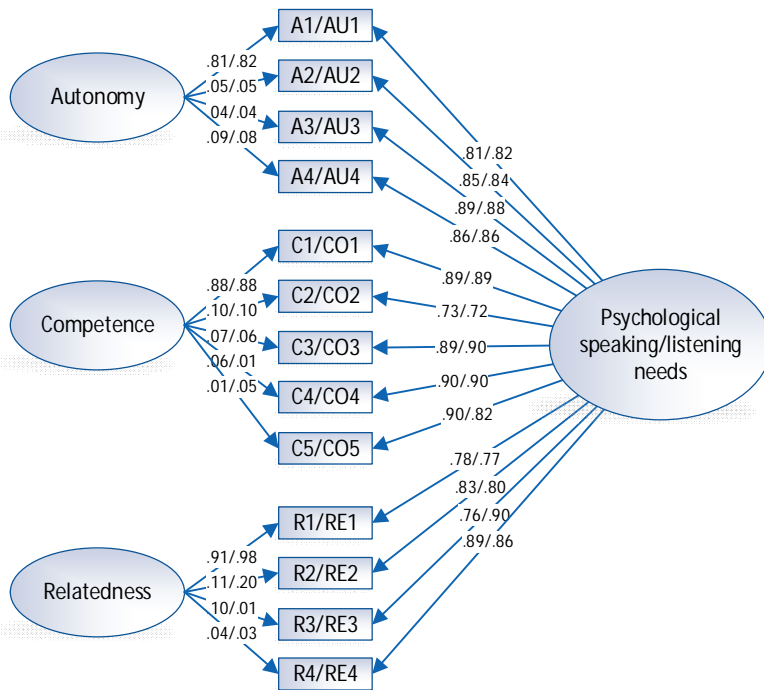 A1/AU1
.81/.82
A2/AU2
.05/.05
Autonomy
.04/.04
A3/AU3
.09/.08
A4/AU4
.81/.82
.85/.84
.89/.88
.86/.86
C1/CO1
.88/.88
C2/CO2
.10/.10
Competence
.07/.06
C3/CO3
.06/.01
.01/.05
C4/CO4
C5/CO5
.89/.89
.73/.72
.89/.90
.90/.90
.90/.82
Psychological
speaking/listening
needs
R1/RE1
.91/.98
R2/RE2
.11/.20
Relatedness
.10/.01
R3/RE3
.04/.03
R4/RE4
.78/.77
.83/.80
.76/.90
.89/.86